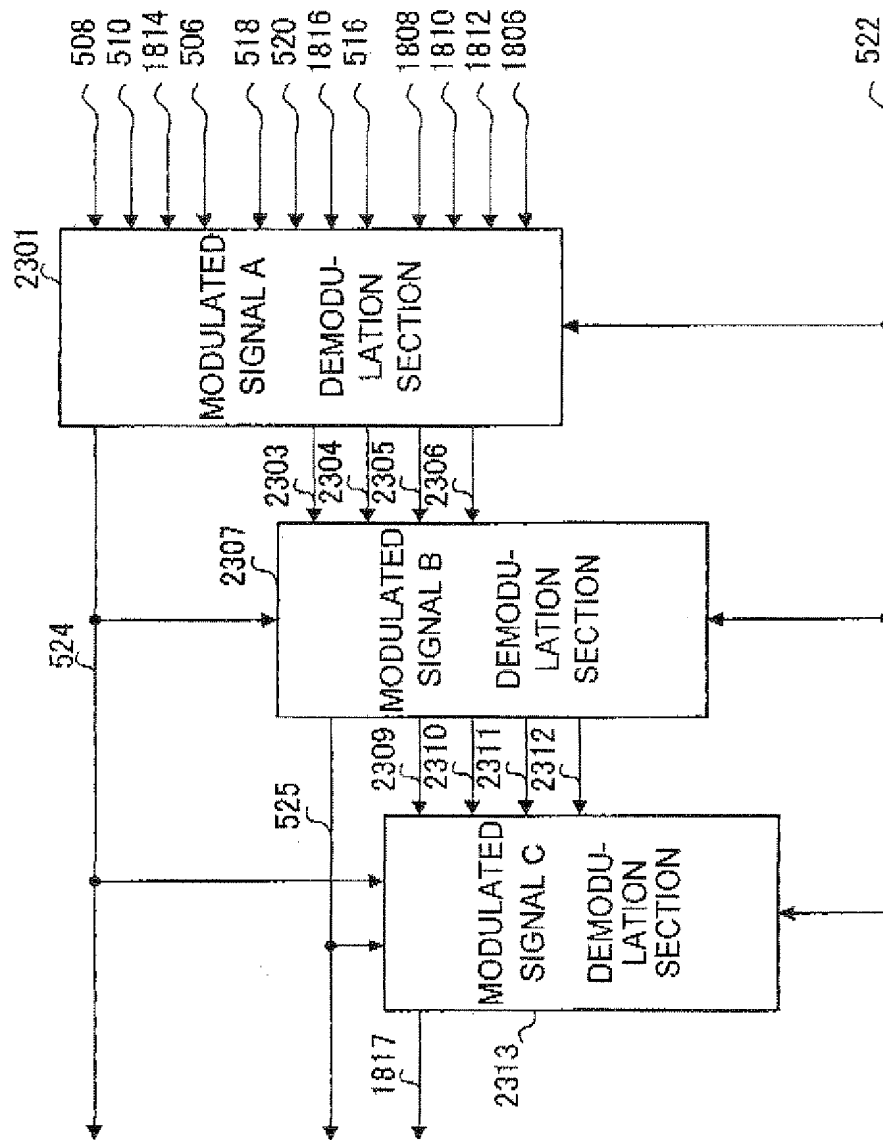 508
510
1814
506
518
520
1816
516
1808
1810
1812
1806
522
2301
MODULATED
SIGNAL A
DEMODU-
LATION
SECTION
2303
2304
2305
2306
524
2307
MODULATED
SIGNAL B
DEMODU-
LATION
SECTION
2309
2310
2311
2312
525
MODULATED
SIGNAL C
DEMODU-
LATION
SECTION
1817
2313